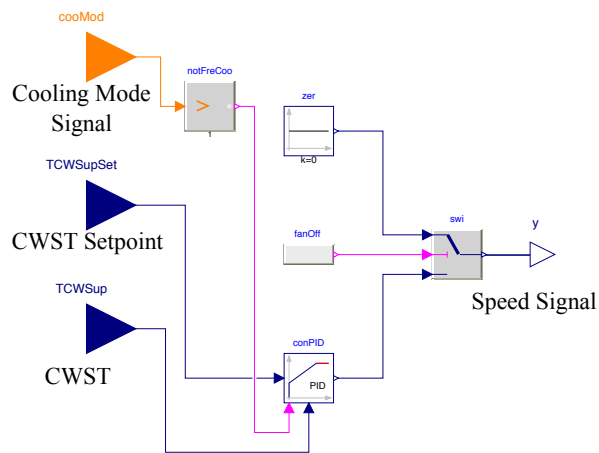 cooMod
Cooling Mode
Signal
notFreCoo
>
zer
k=0
TCWSupSet
CWST Setpoint
fanOff
swi
y
Speed Signal
TCWSup
CWST
conPID
PID